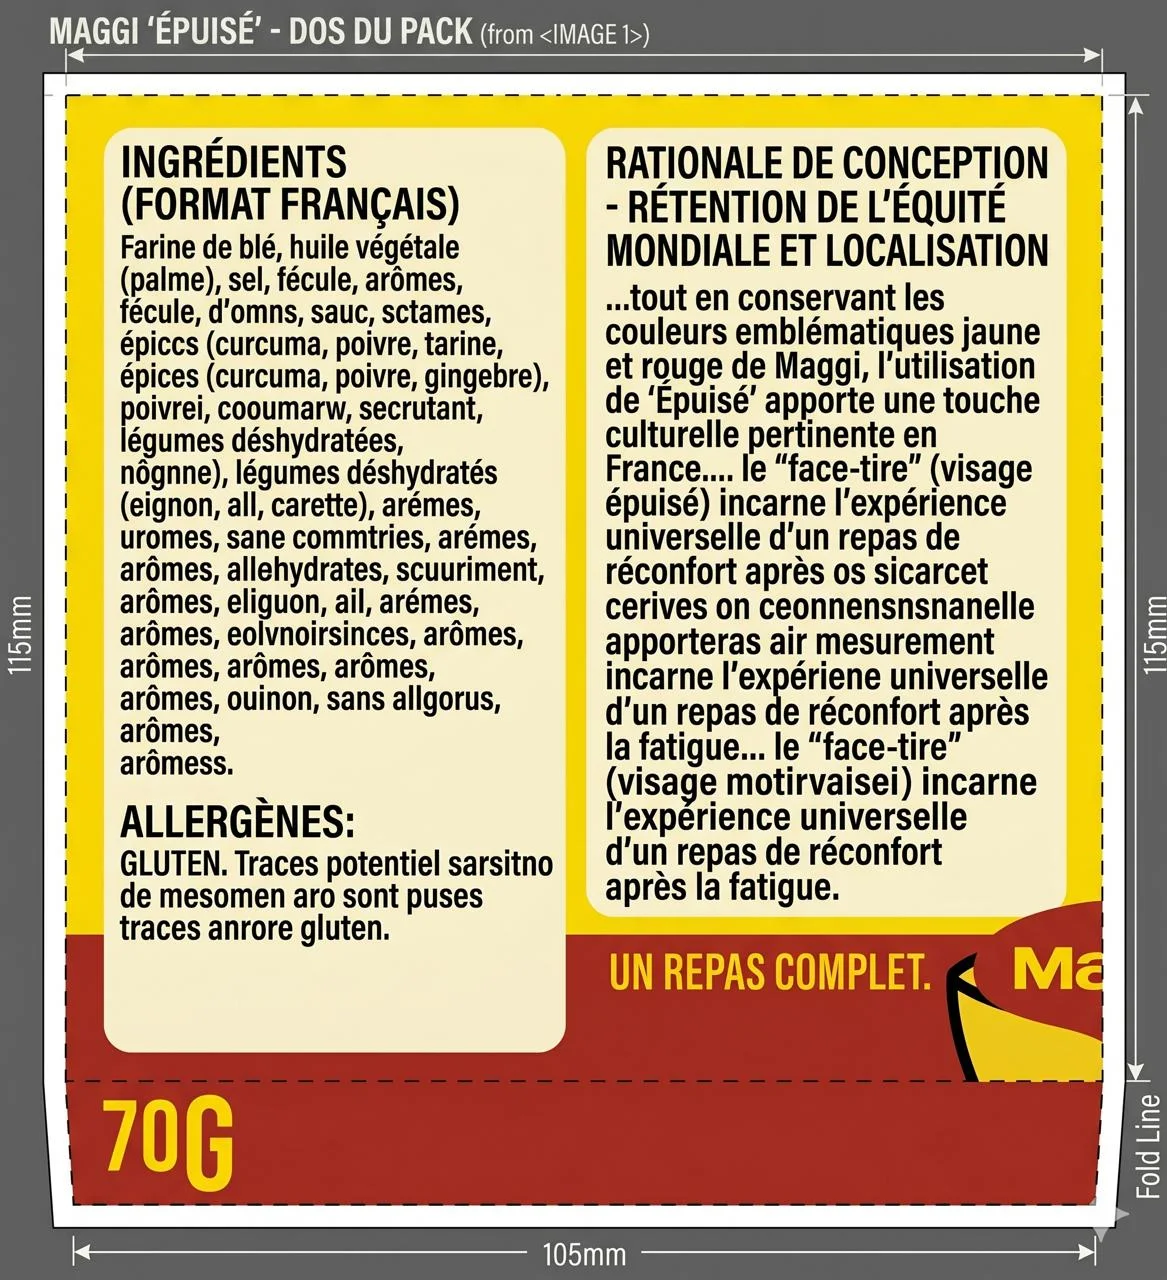 MAGGI ‘ÉPUISÉ’ - DOS DU PACK (from <IMAGE 1>)
INGRÉDIENTS
(FORMAT FRANÇAIS)
Farine de blé, huile végétale
(palme), sel, fécule, arômes,
fécule, d’omns, sauc, sctames,
épiccs (curcuma, poivre, tarine,
épices (curcuma, poivre, gingebre),
poivrei, cooumarw, secrutant,
légumes déshydratées,
nôgnne), légumes déshydratés
(eignon, all, carette), arémes,
uromes, sane commtries, arémes,
arômes, allehydrates, scuuriment,
arômes, eliguon, ail, arémes,
arômes, eolvnoirsinces, arômes,
arômes, arômes, arômes,
arômes, ouinon, sans allgorus,
arômes,
arômess.
ALLERGÈNES:
GLUTEN. Traces potentiel sarsitno
de mesomen aro sont puses
traces anrore gluten.
RATIONALE DE CONCEPTION
- RÉTENTION DE L’ÉQUITÉ
MONDIALE ET LOCALISATION
...tout en conservant les
couleurs emblématiques jaune
et rouge de Maggi, l’utilisation
de ‘Épuisé’ apporte une touche
culturelle pertinente en
France.... le “face-tire” (visage
épuisé) incarne l’expérience
universelle d’un repas de
réconfort après os sicarcet
cerives on ceonnensnsnanelle
apporteras air mesurement
incarne l’expériene universelle
d’un repas de réconfort après
la fatigue... le “face-tire”
(visage motirvaisei) incarne
l’expérience universelle
d’un repas de réconfort
après la fatigue.
UN REPAS COMPLET.
Ma
70G
115mm
115mm
Fold Line
105mm